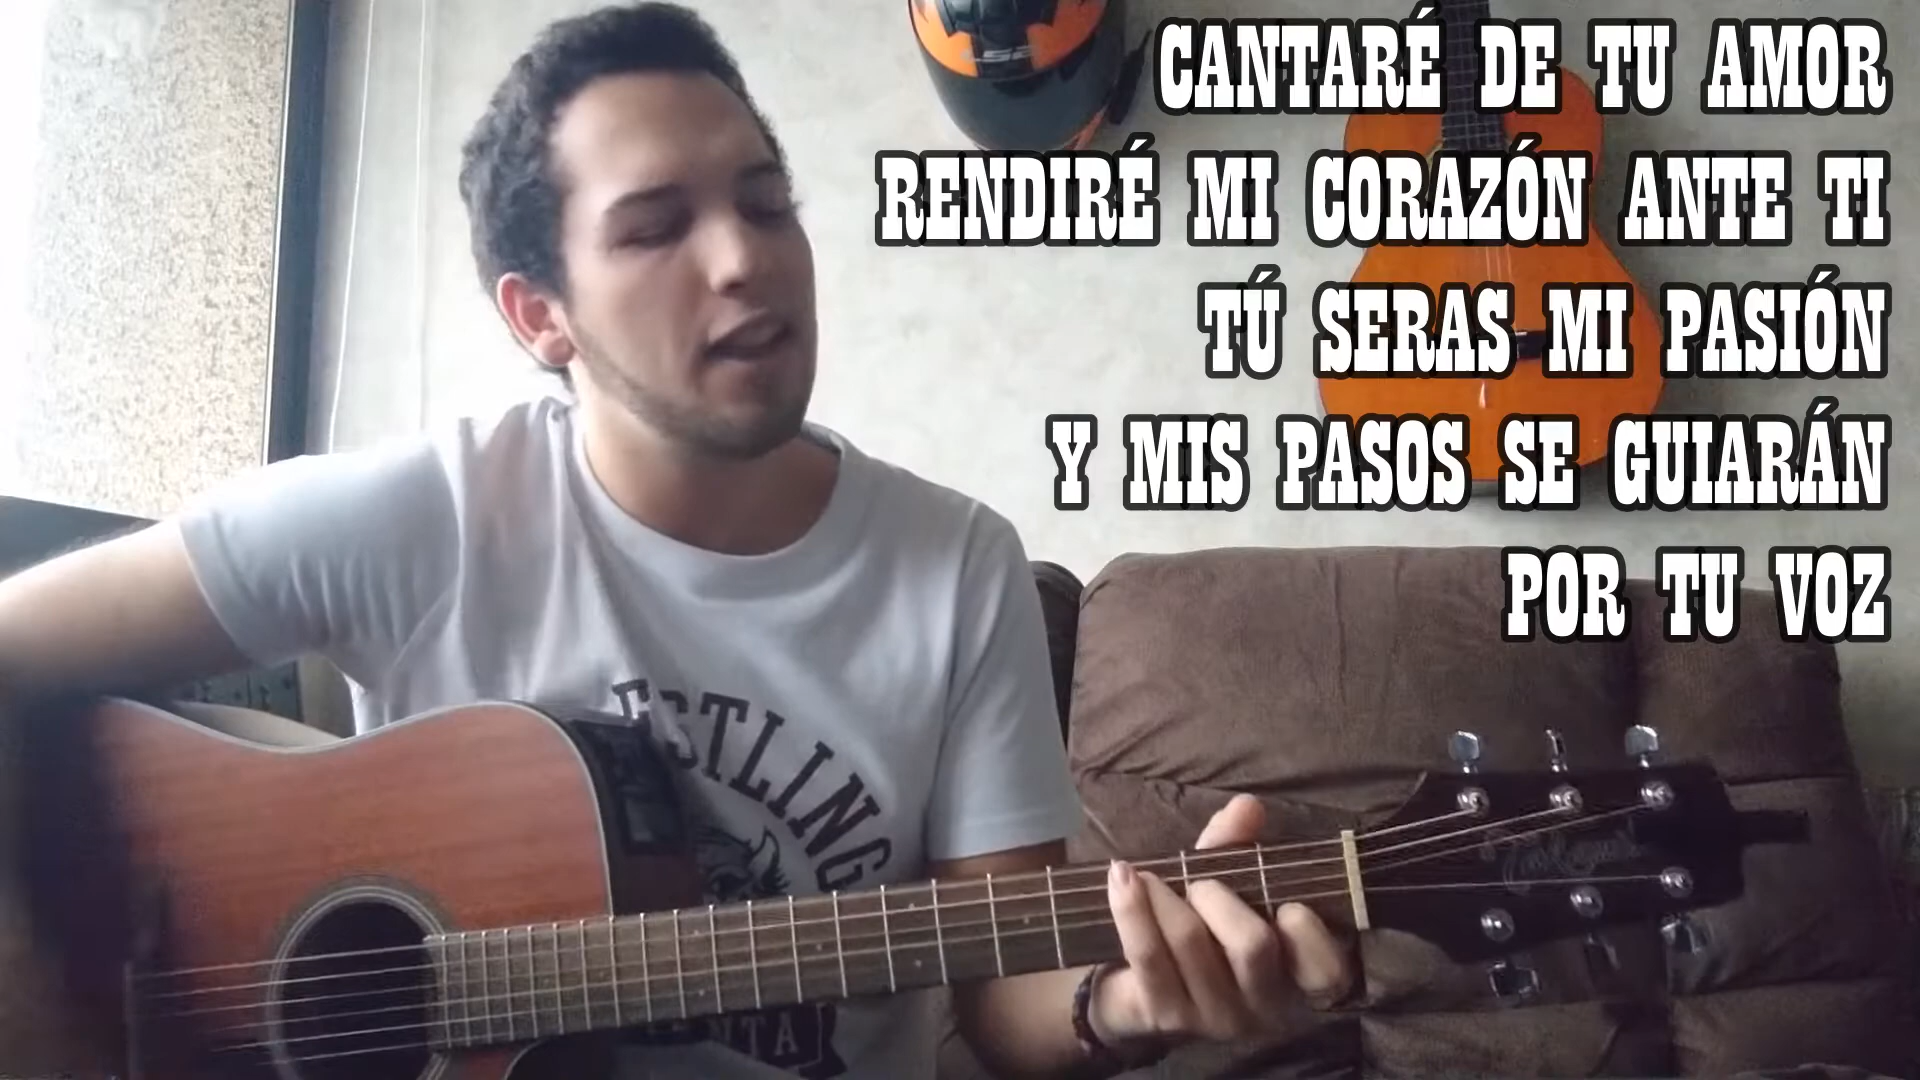 CANTARÉ DE TU AMOR
RENDIRÉ MI CORAZÓN ANTE TI
TÚ SERAS MI PASIÓN
Y MIS PASOS SE GUIARÁN
POR TU VOZ